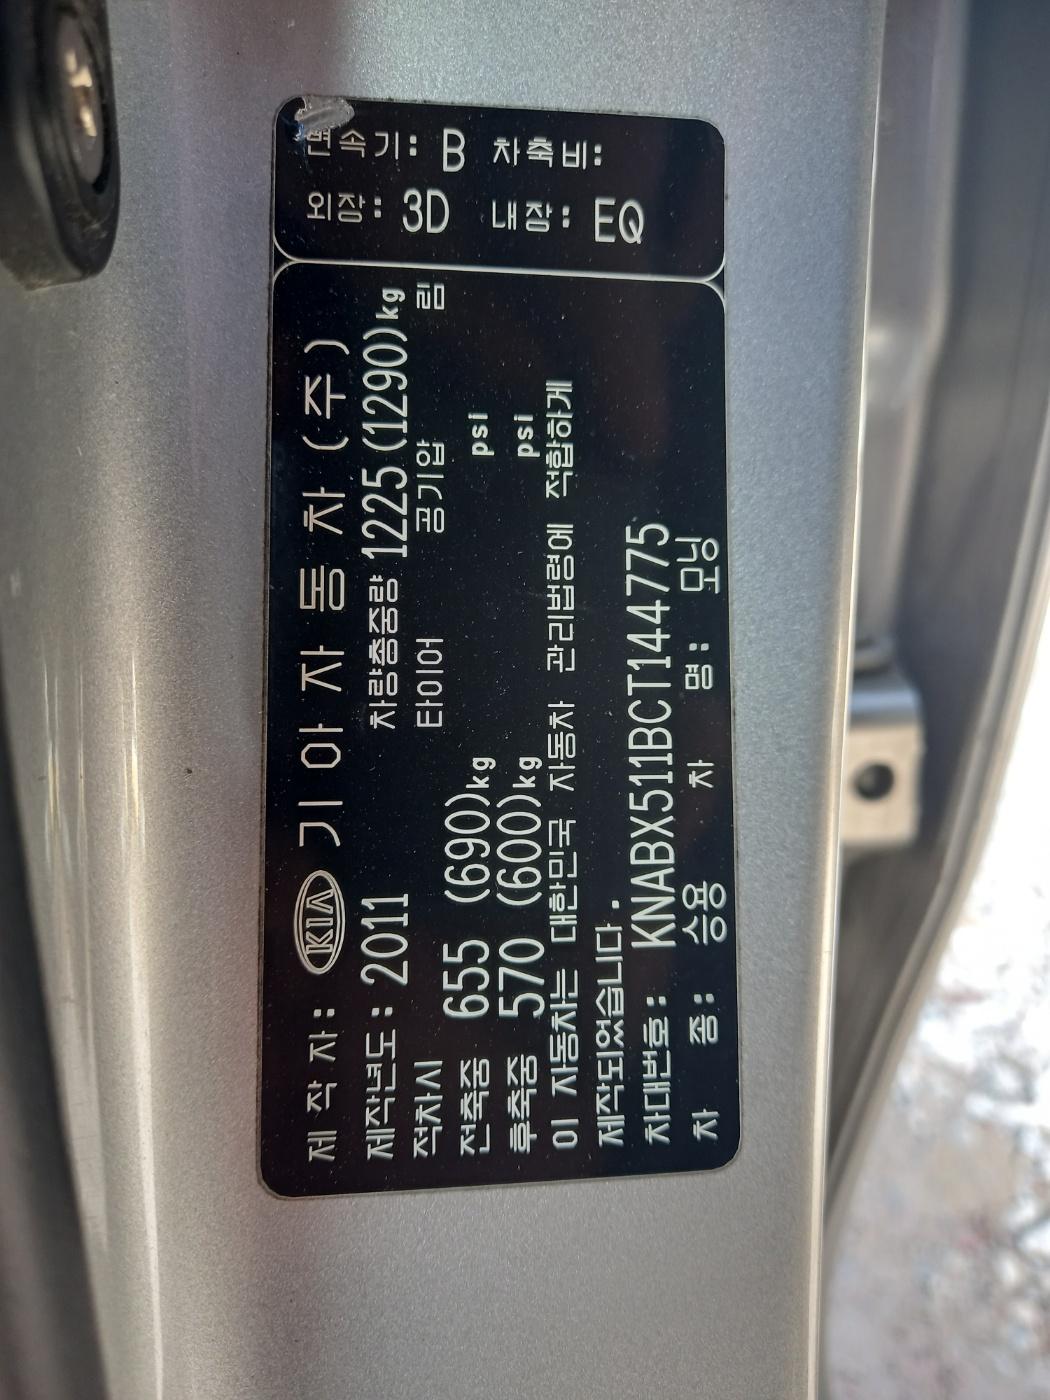 변속기: B 차축비:
외장: 3D 내장: EQ
제 작 자: KIA 기 아 자 동 차 (주)
제작년도: 2011 차량총중량 1225(1290)kg
적차시 타이어 공기압 림
전축중 655 (690)kg psi
후축중 570 (600)kg psi
이 자동차는 대한민국 자동차 관리법령에 적합하게
제작되었습니다.
차대번호: KNABX511BCT144775
차 종: 승용 차 명: 모닝